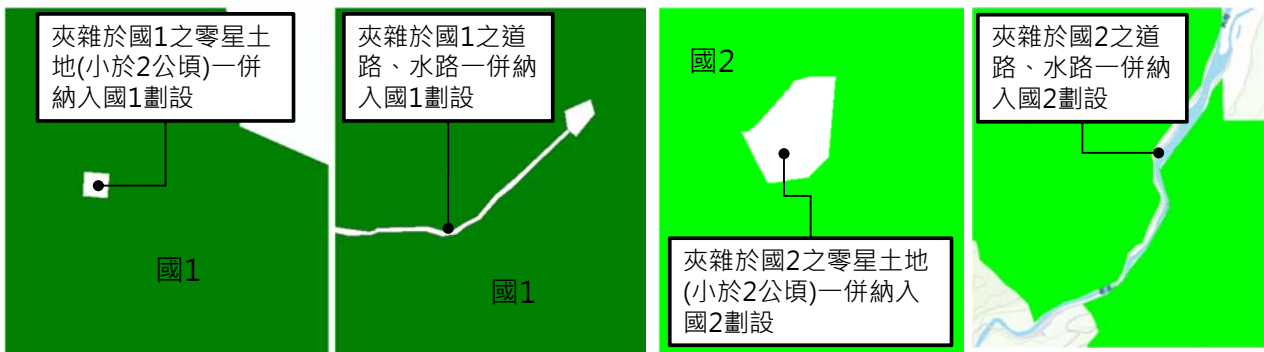 夾雜於國1之零星土
地(小於2公頃)一併
納入國1劃設
國1
夾雜於國1之道
路、水路一併納
入國1劃設
國1
國2
夾雜於國2之零星土地
(小於2公頃)一併納入
國2劃設
夾雜於國2之道
路、水路一併納
入國2劃設